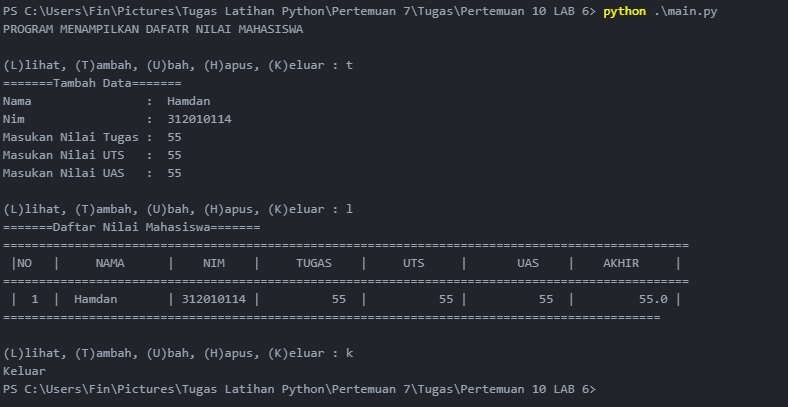 PS C:\Users\Fin\Pictures\Tugas Latihan Python\Pertemuan 7\Tugas\Pertemuan 10 LAB 6> python .\main.py
PROGRAM MENAMPILKAN DAFATR NILAI MAHASISWA
(L)lihat, (T)ambah, (U)bah, (H)apus, (K)eluar : t
=======Tambah Data=======
Nama                :  Hamdan
Nim                 :  312010114
Masukan Nilai Tugas :  55
Masukan Nilai UTS   :  55
Masukan Nilai UAS   :  55
(L)lihat, (T)ambah, (U)bah, (H)apus, (K)eluar : l
=======Daftar Nilai Mahasiswa=======
================================================================================================
 |NO   |     NAMA      |    NIM    |     TUGAS    |     UTS     |       UAS    |    AKHIR     |
================================================================================================
 |  1  |  Hamdan       | 312010114 |          55  |          55 |          55  |         55.0 |
============================================================================================
(L)lihat, (T)ambah, (U)bah, (H)apus, (K)eluar : k
Keluar
PS C:\Users\Fin\Pictures\Tugas Latihan Python\Pertemuan 7\Tugas\Pertemuan 10 LAB 6>